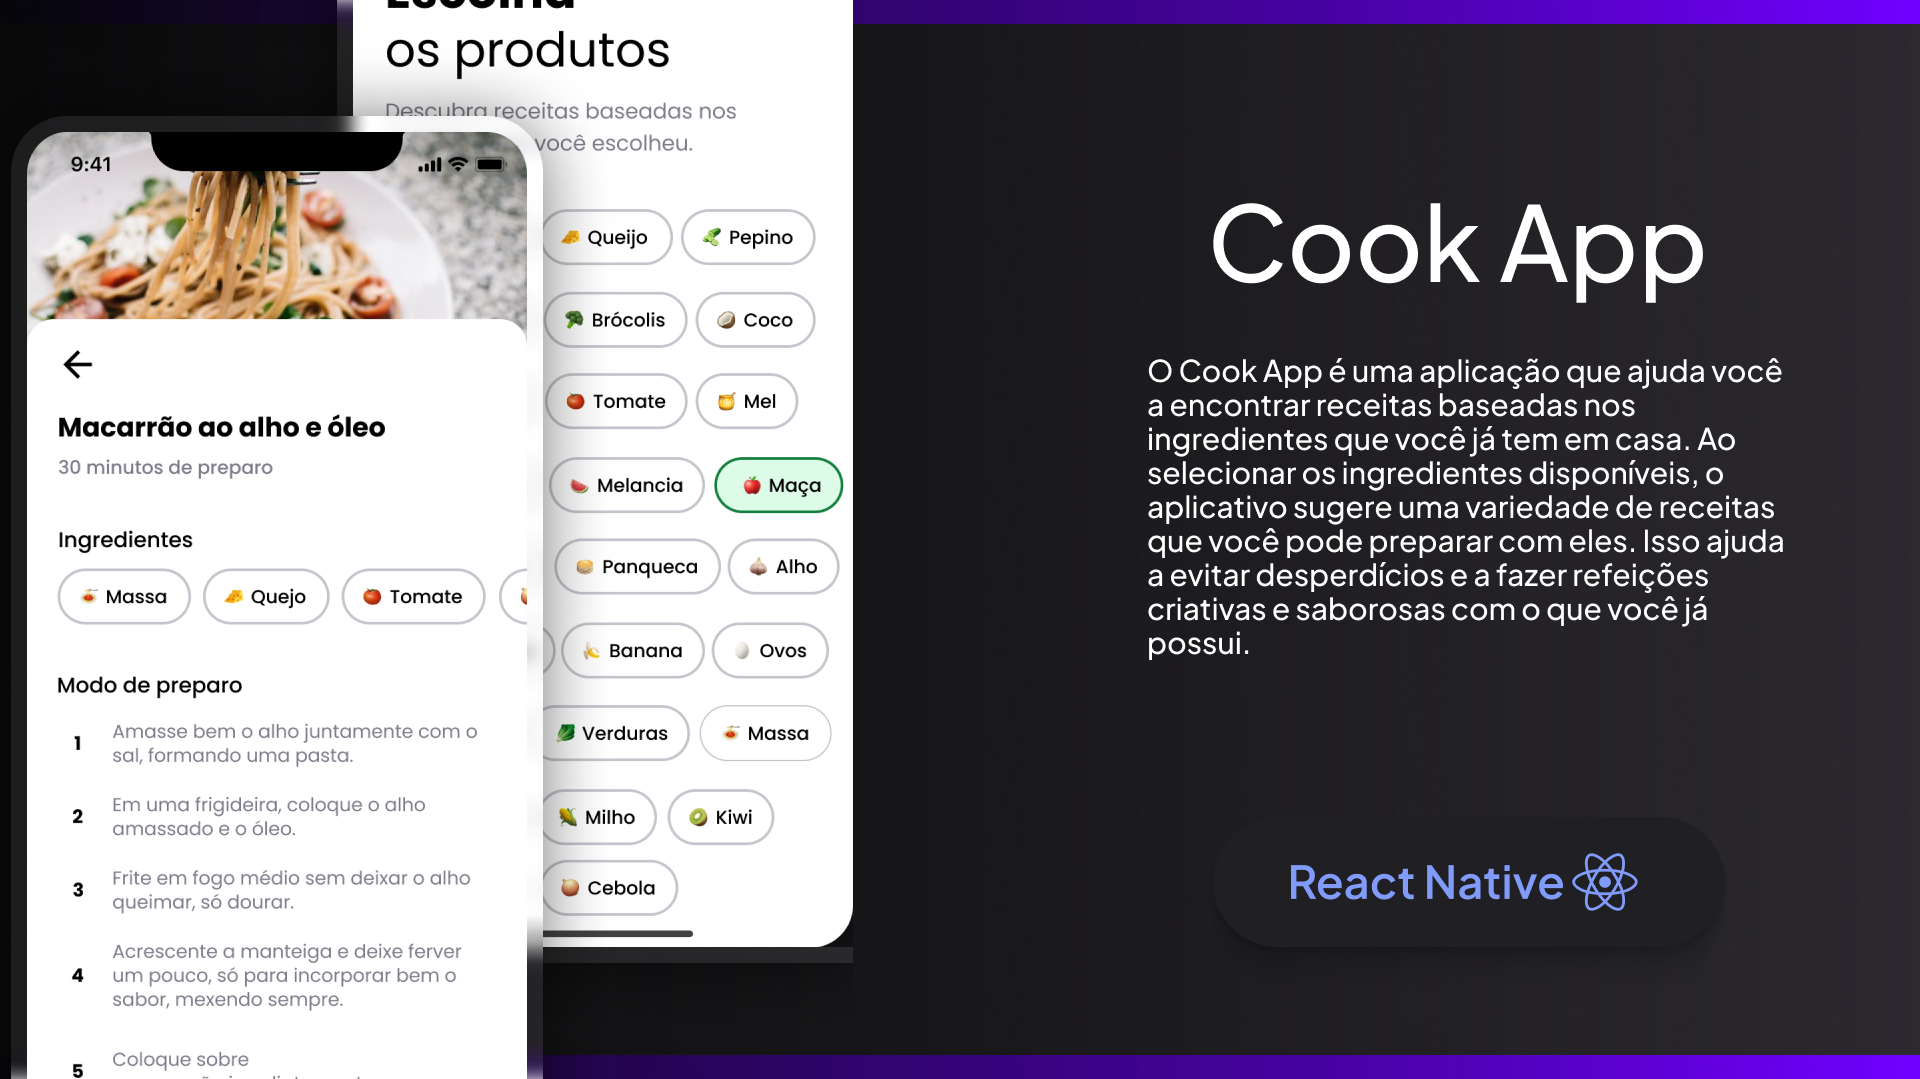 Escolha
os produtos
Descubra receitas baseadas nos
você escolheu.
Queijo
Pepino
Brócolis
Coco
Tomate
Mel
Melancia
Maça
Panqueca
Alho
Banana
Ovos
Verduras
Massa
Milho
Kiwi
Cebola
9:41
Macarrão ao alho e óleo
30 minutos de preparo
Ingredientes
Massa
Quejo
Tomate
Modo de preparo
1
Amasse bem o alho juntamente com o
sal, formando uma pasta.
2
Em uma frigideira, coloque o alho
amassado e o óleo.
3
Frite em fogo médio sem deixar o alho
queimar, só dourar.
4
Acrescente a manteiga e deixe ferver
um pouco, só para incorporar bem o
sabor, mexendo sempre.
5
Coloque sobre
Cook App
O Cook App é uma aplicação que ajuda você
a encontrar receitas baseadas nos
ingredientes que você já tem em casa. Ao
selecionar os ingredientes disponíveis, o
aplicativo sugere uma variedade de receitas
que você pode preparar com eles. Isso ajuda
a evitar desperdícios e a fazer refeições
criativas e saborosas com o que você já
possui.
React Native